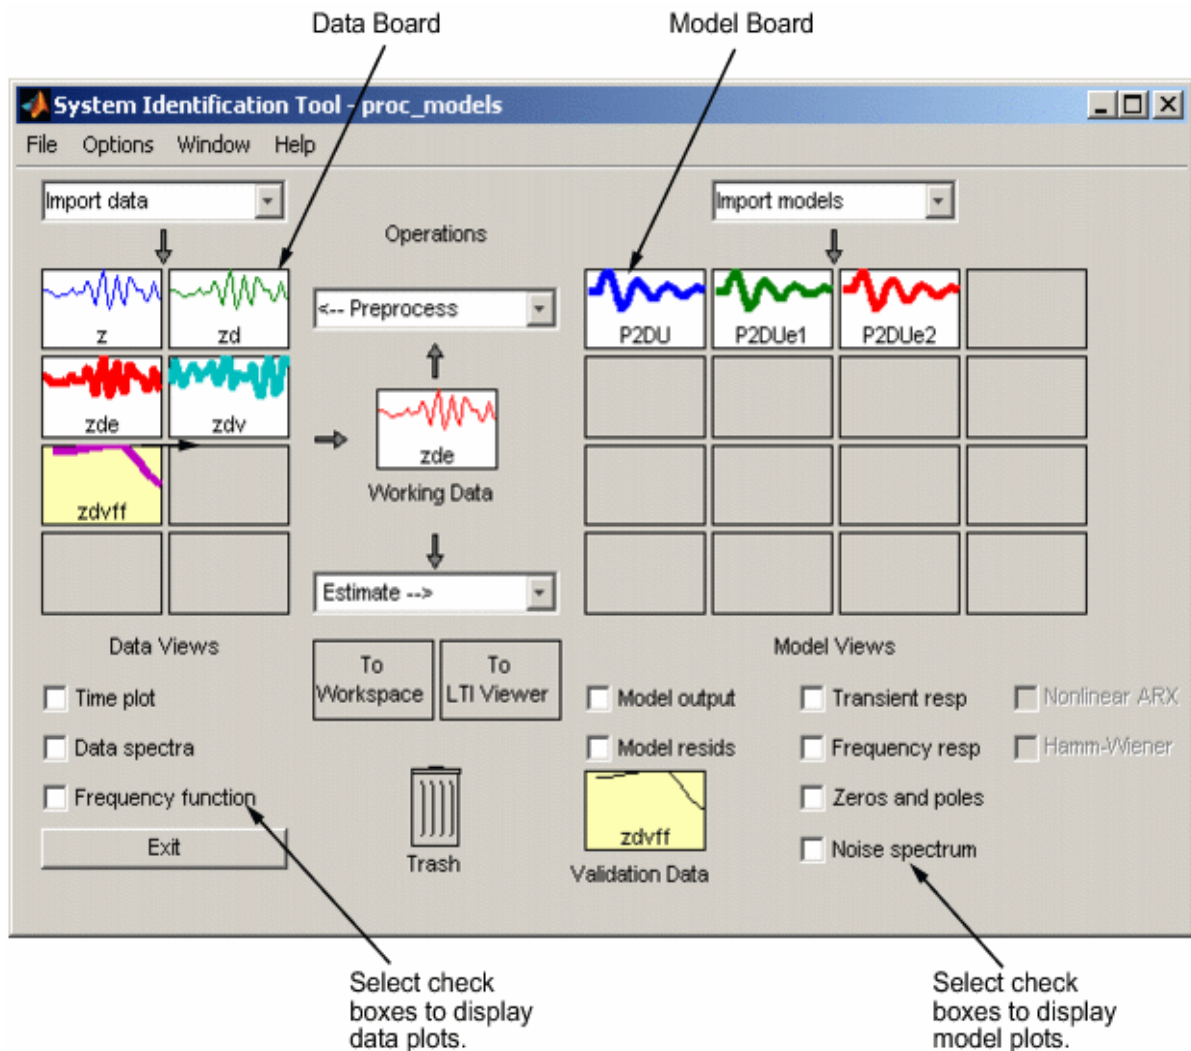 Data Board
Model Board
System Identification Tool - proc_models
File Options Window Help
Import data
Import models
Operations
z
zd
<-- Preprocess
P2DU
P2DUe1
P2DUe2
zde
zdv
zde
Working Data
zdvff
Estimate -->
Data Views
Model Views
To
Workspace
To
LTI Viewer
Time plot
Data spectra
Frequency function
Exit
Trash
Model output
Model resids
zdvff
Validation Data
Transient resp
Frequency resp
Zeros and poles
Noise spectrum
Nonlinear ARX
Hamm-Wiener
Select check
boxes to display
data plots.
Select check
boxes to display
model plots.